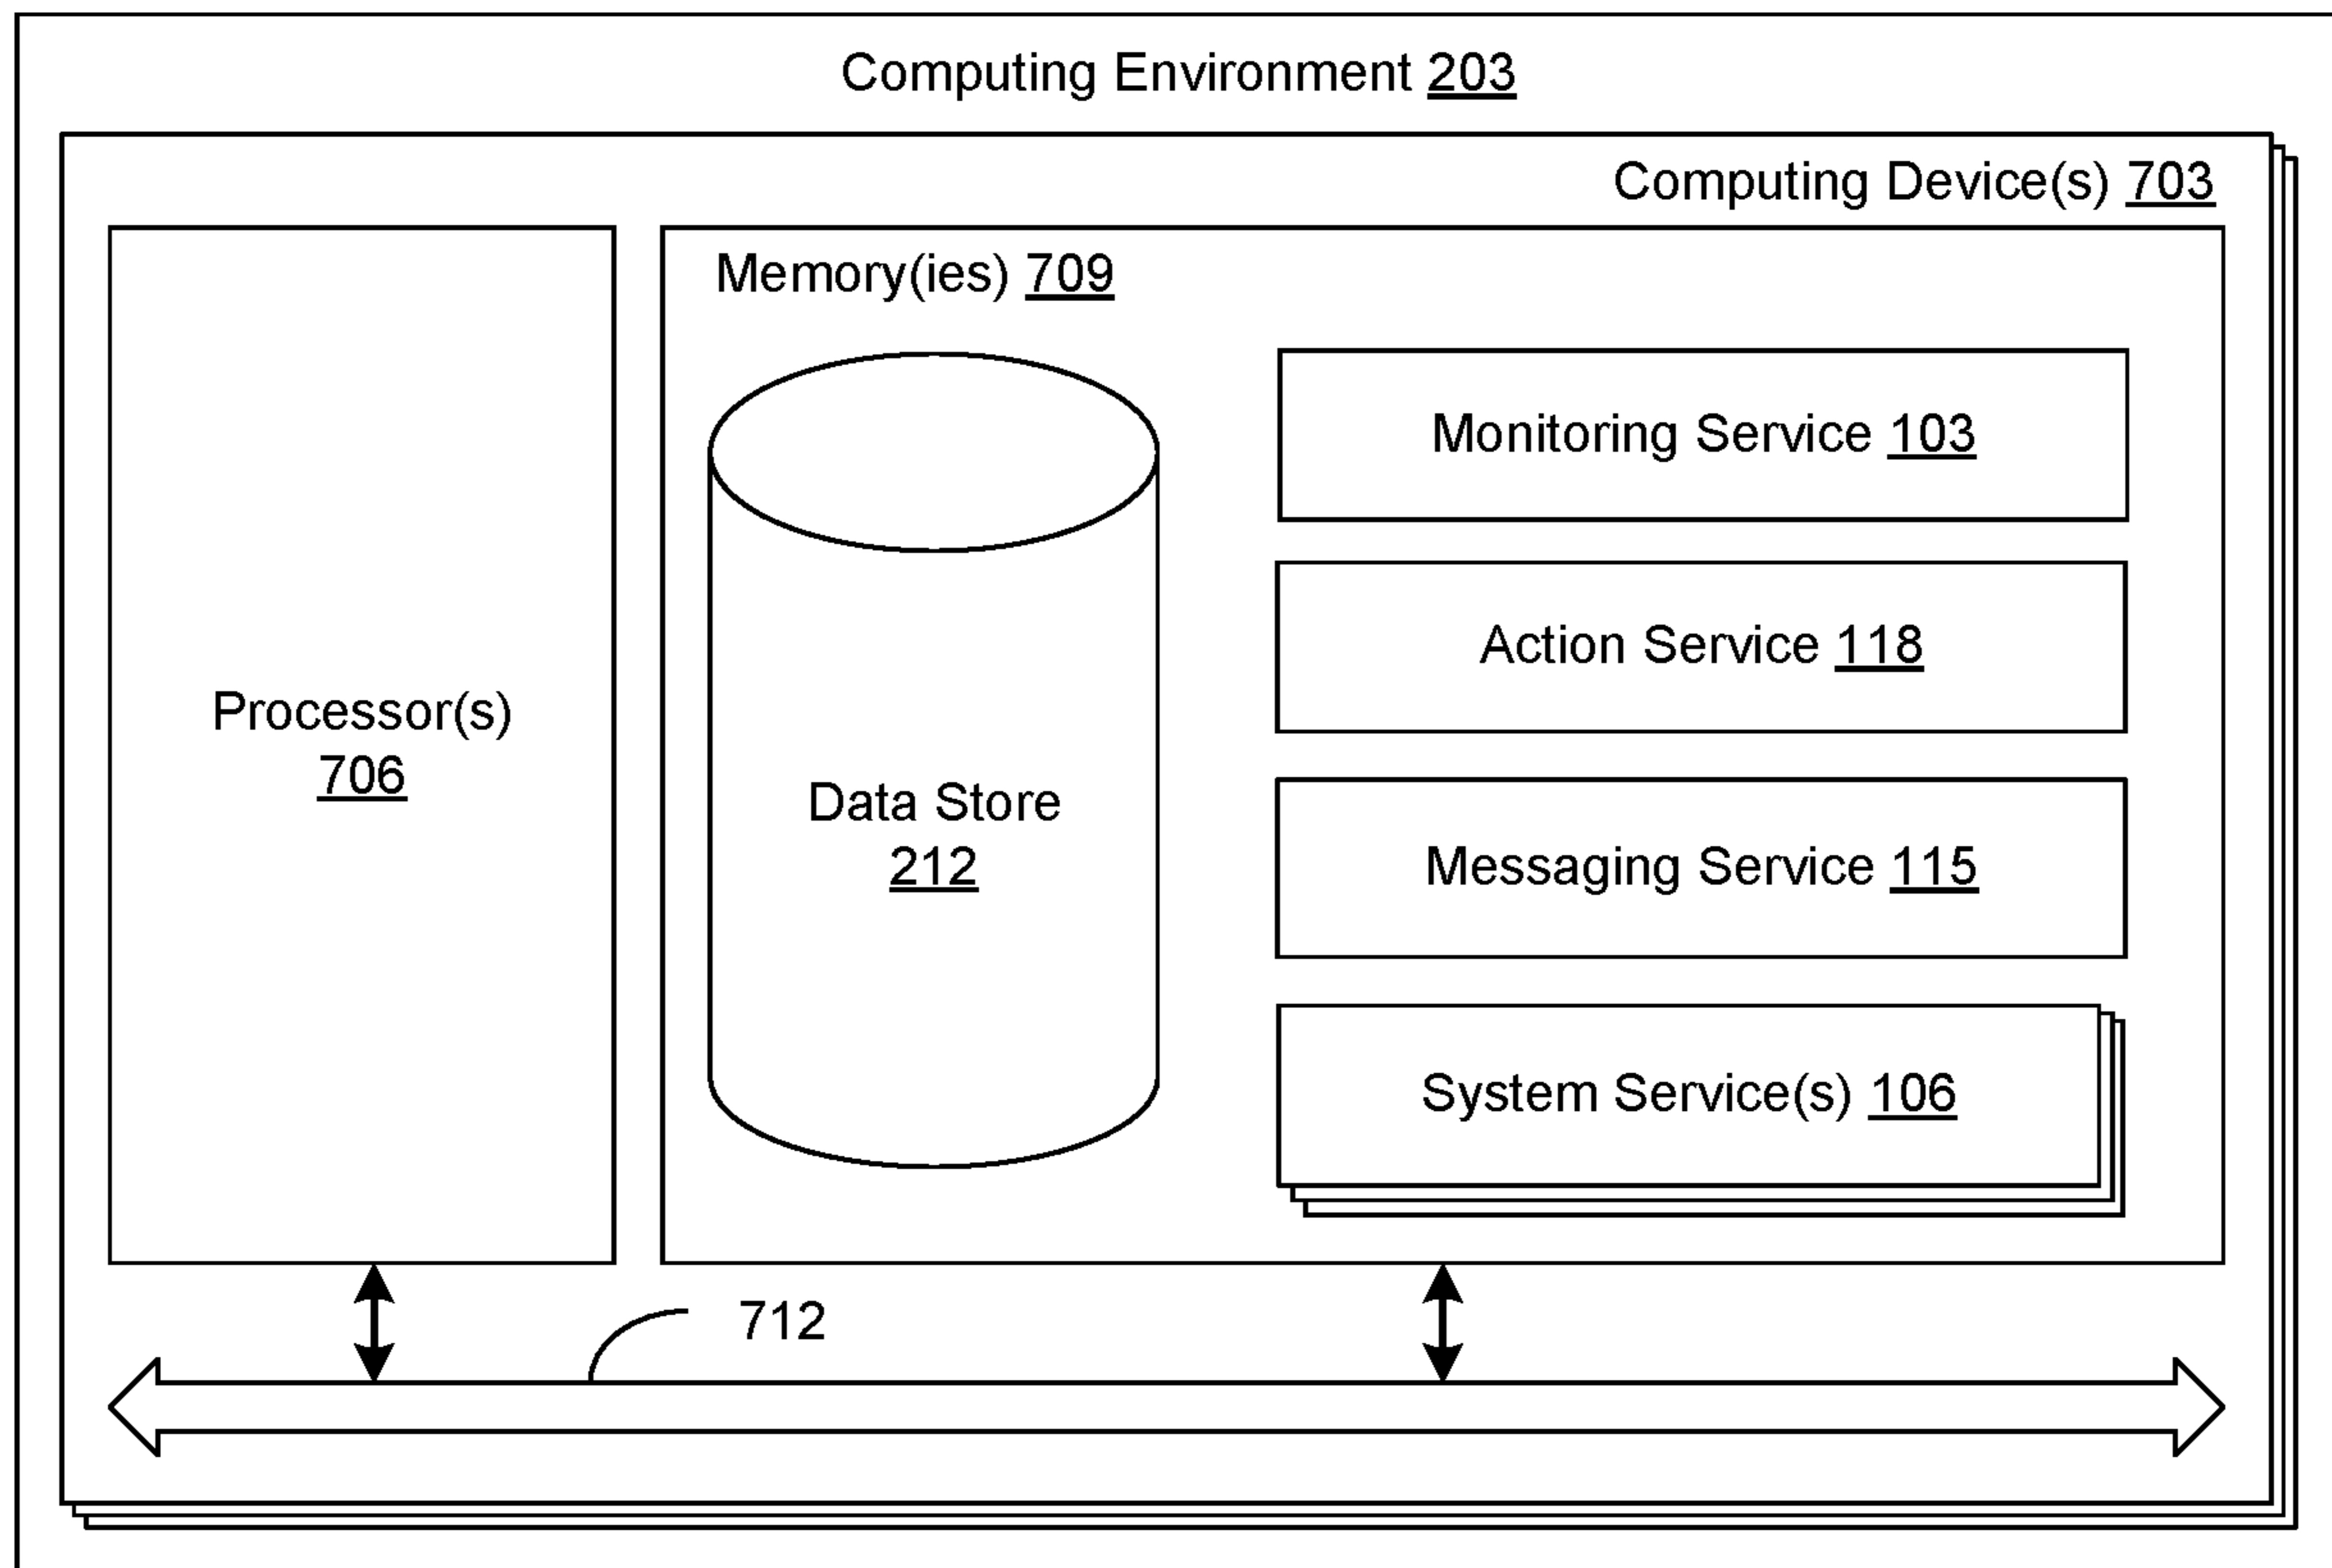 Computing Environment 203
Computing Device(s) 703
Memory(ies) 709
Monitoring Service 103
Action Service 118
Processor(s)
706
Data Store
212
Messaging Service 115
System Service(s) 106
712